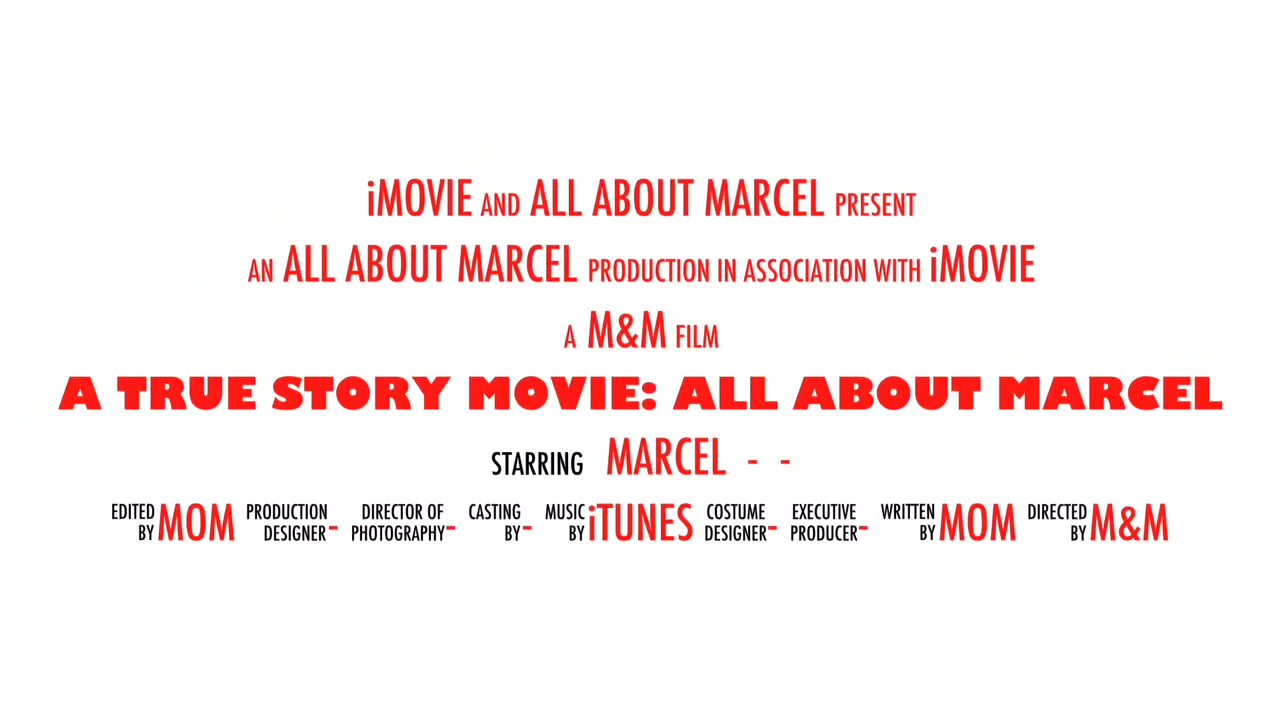 iMOVIE AND ALL ABOUT MARCEL PRESENT
AN ALL ABOUT MARCEL PRODUCTION IN ASSOCIATION WITH iMOVIE
A M&M FILM
A TRUE STORY MOVIE: ALL ABOUT MARCEL
STARRING MARCEL - -
EDITED BY MOM PRODUCTION DESIGNER- DIRECTOR OF PHOTOGRAPHY- CASTING BY- MUSIC BY iTUNES COSTUME DESIGNER- EXECUTIVE PRODUCER- WRITTEN BY MOM DIRECTED BY M&M